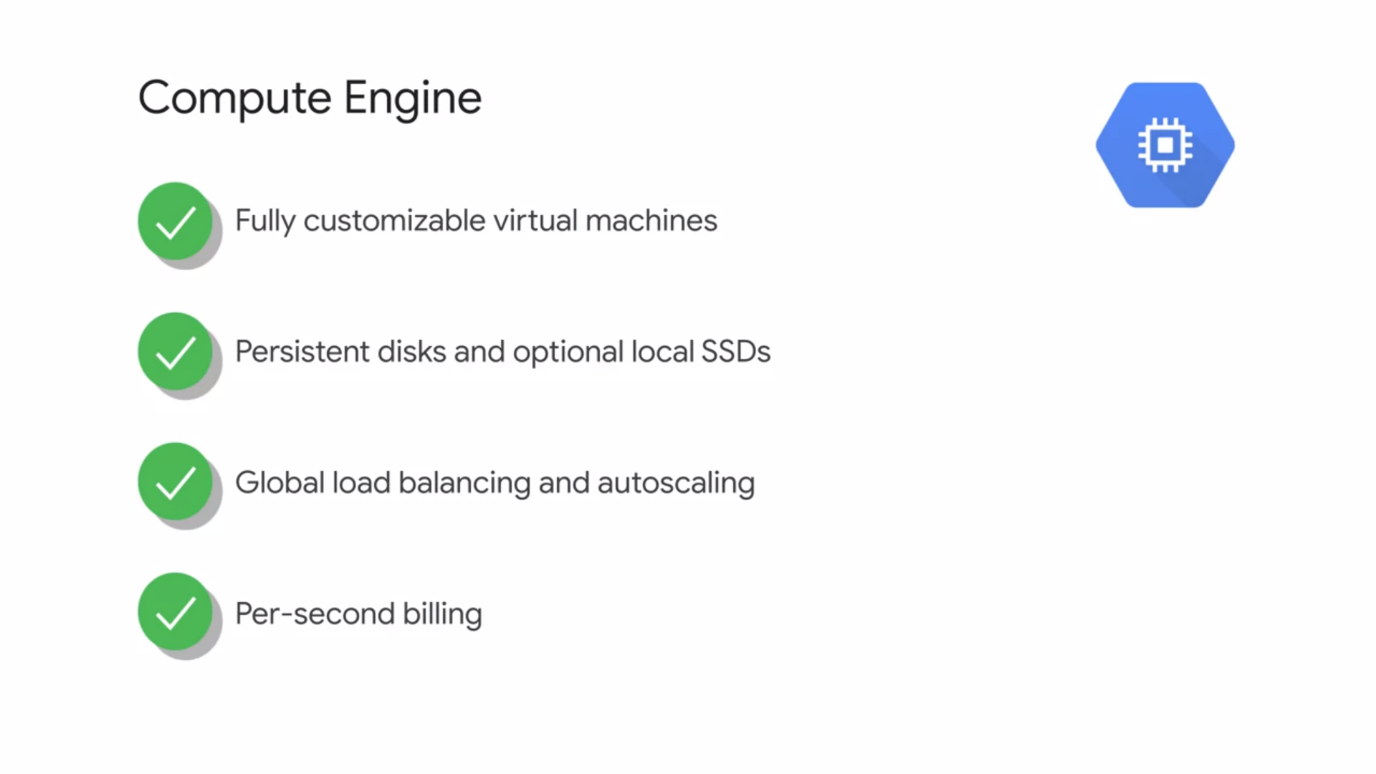 Compute Engine
Fully customizable virtual machines
Persistent disks and optional local SSDs
Global load balancing and autoscaling
Per-second billing